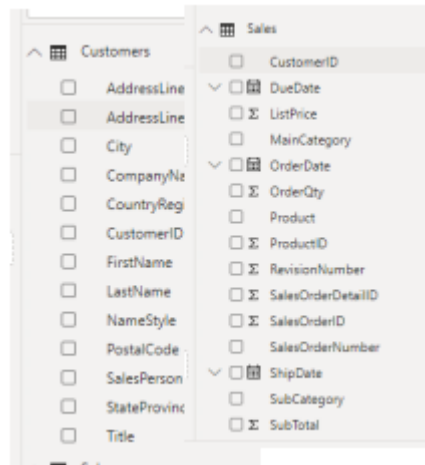 Customers
AddressLine
AddressLine
City
CompanyNa
CountryRegi
CustomerID
FirstName
LastName
NameStyle
PostalCode
SalesPerson
StateProvinc
Title
Sales
CustomerID
DueDate
Σ ListPrice
MainCategory
OrderDate
Σ OrderQty
Product
Σ ProductID
Σ RevisionNumber
Σ SalesOrderDetailID
Σ SalesOrderID
SalesOrderNumber
ShipDate
SubCategory
Σ SubTotal